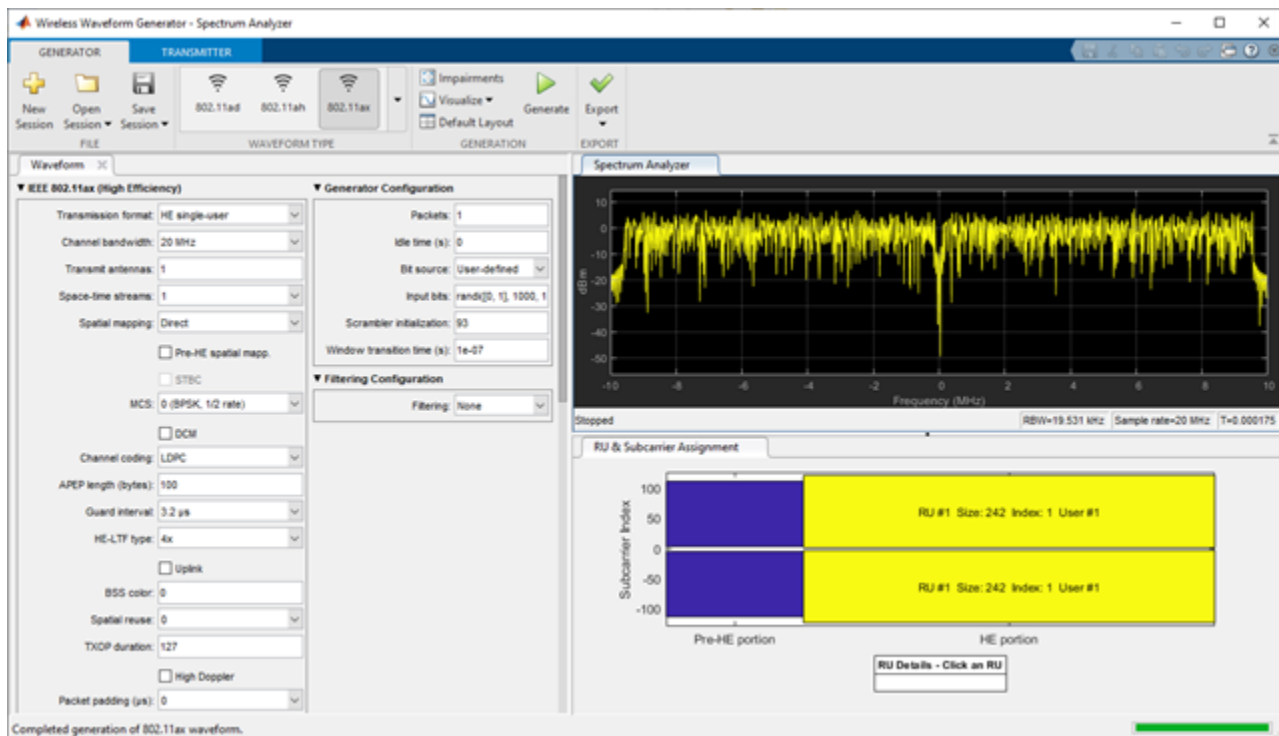 Wireless Waveform Generator - Spectrum Analyzer
GENERATOR
TRANSMITTER
New Session
Open Session
Save Session
FILE
802.11ad
802.11ah
802.11ax
WAVEFORM TYPE
Impairments
Visualize
Default Layout
Generate
GENERATION
Export
EXPORT
Waveform
IEEE 802.11ax (High Efficiency)
Transmission format: HE single-user
Channel bandwidth: 20 MHz
Transmit antennas: 1
Space-time streams: 1
Spatial mapping: Direct
Pre-HE spatial mapp.
STBC
MCS: 0 (BPSK, 1/2 rate)
DCM
Channel coding: LDPC
APEP length (bytes): 100
Guard interval: 3.2 µs
HE-LTF type: 4x
Uplink
BSS color: 0
Spatial reuse: 0
TXOP duration: 127
High Doppler
Packet padding (µs): 0
Generator Configuration
Packets: 1
Idle time (s): 0
Bit source: User-defined
Input bits: randi([0, 1], 1000, 1
Scrambler initialization: 93
Window transition time (s): 1e-07
Filtering Configuration
Filtering: None
Spectrum Analyzer
dBm
10
0
-10
-20
-30
-40
-50
-10 -8 -6 -4 -2 0 2 4 6 8 10
Frequency (MHz)
Stopped
RBW=19.531 kHz Sample rate=20 MHz T=0.000175
RU & Subcarrier Assignment
Subcarrier Index
100
50
0
-50
-100
RU #1 Size: 242 Index: 1 User #1
RU #1 Size: 242 Index: 1 User #1
Pre-HE portion
HE portion
RU Details - Click an RU
Completed generation of 802.11ax waveform.